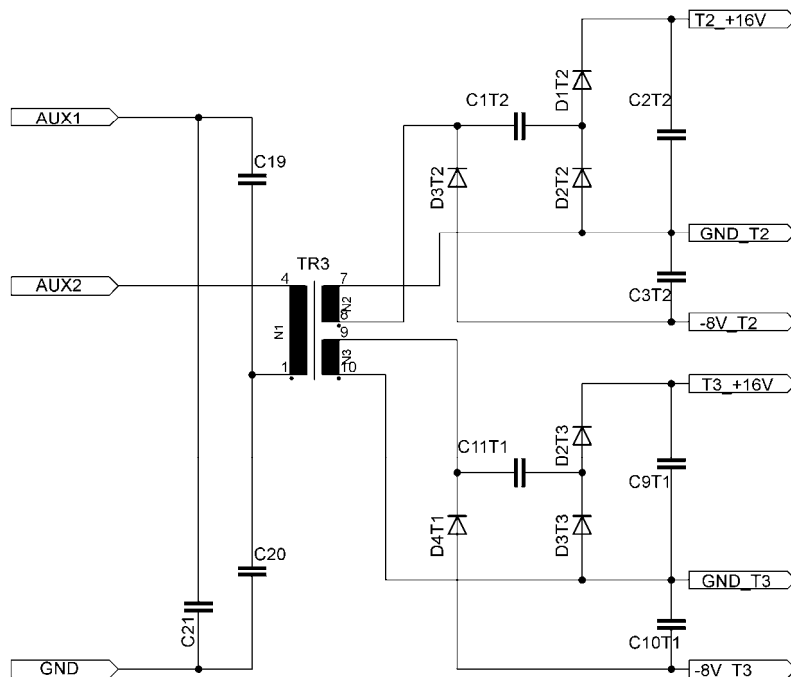 T2_+16V
D1T2
C1T2
C2T2
AUX1
C19
D3T2
D2T2
GND_T2
TR3
AUX2
4
7
N2
C3T2
8
N1
-8V_T2
9
N3
1
10
T3_+16V
D2T3
C11T1
C9T1
D4T1
D3T3
C20
GND_T3
C21
C10T1
GND
-8V_T3